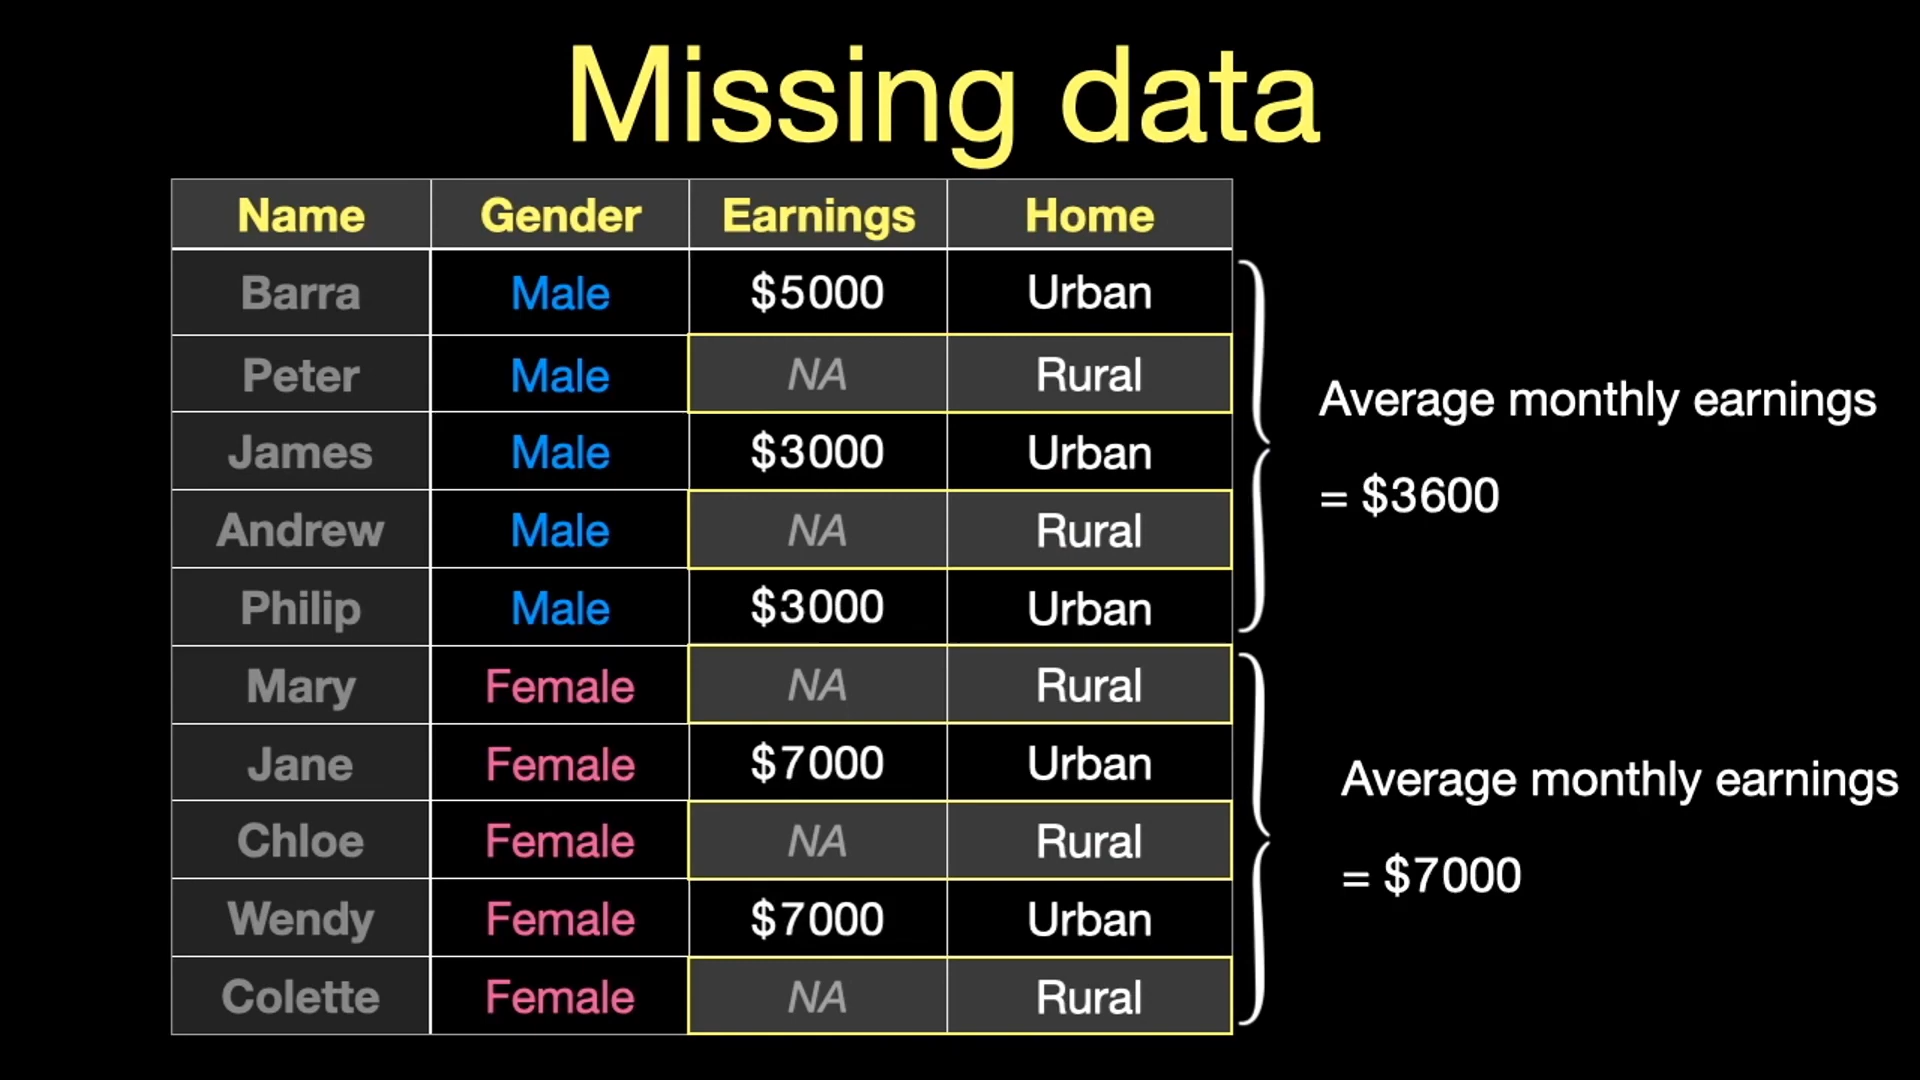 Missing data
Name Gender Earnings Home
Barra Male $5000 Urban
Peter Male NA Rural
James Male $3000 Urban
Andrew Male NA Rural
Philip Male $3000 Urban
Average monthly earnings
= $3600
Mary Female NA Rural
Jane Female $7000 Urban
Chloe Female NA Rural
Wendy Female $7000 Urban
Colette Female NA Rural
Average monthly earnings
= $7000